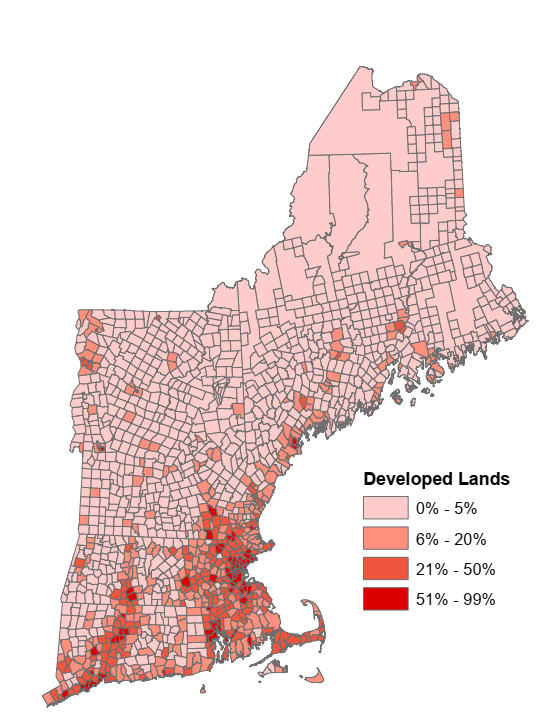 Developed Lands
0% - 5%
6% - 20%
21% - 50%
51% - 99%